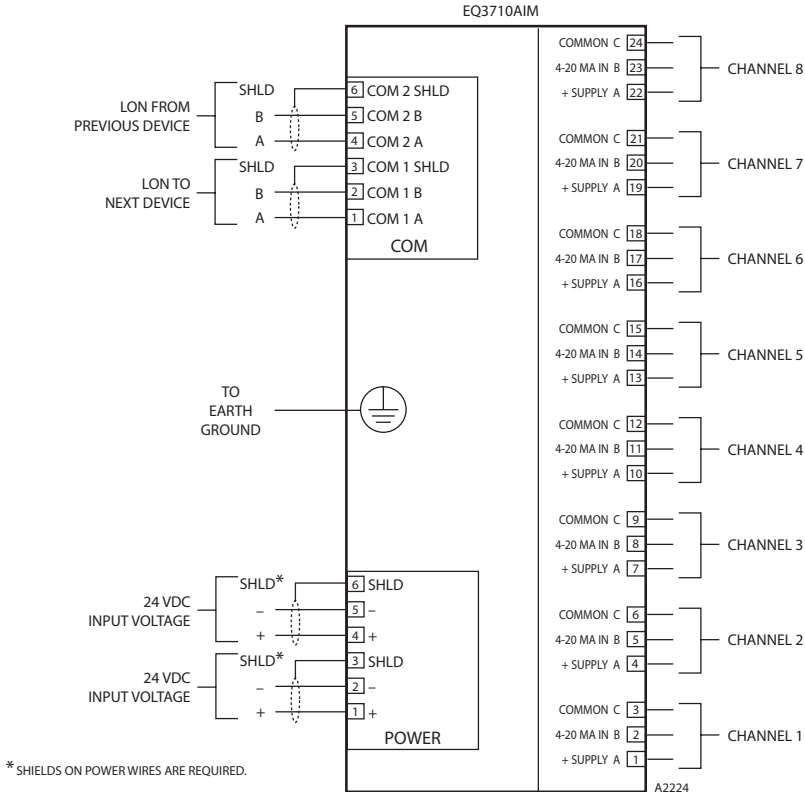 EQ3710AIM
LON FROM
PREVIOUS DEVICE
SHLD
B
A
6 COM 2 SHLD
5 COM 2 B
4 COM 2 A
LON TO
NEXT DEVICE
SHLD
B
A
3 COM 1 SHLD
2 COM 1 B
1 COM 1 A
COM
TO
EARTH
GROUND
24 VDC
INPUT VOLTAGE
SHLD*
–
+
6 SHLD
5 –
4 +
24 VDC
INPUT VOLTAGE
SHLD*
–
+
3 SHLD
2 –
1 +
POWER
* SHIELDS ON POWER WIRES ARE REQUIRED.
COMMON C 24
4-20 MA IN B 23
+ SUPPLY A 22
CHANNEL 8
COMMON C 21
4-20 MA IN B 20
+ SUPPLY A 19
CHANNEL 7
COMMON C 18
4-20 MA IN B 17
+ SUPPLY A 16
CHANNEL 6
COMMON C 15
4-20 MA IN B 14
+ SUPPLY A 13
CHANNEL 5
COMMON C 12
4-20 MA IN B 11
+ SUPPLY A 10
CHANNEL 4
COMMON C 9
4-20 MA IN B 8
+ SUPPLY A 7
CHANNEL 3
COMMON C 6
4-20 MA IN B 5
+ SUPPLY A 4
CHANNEL 2
COMMON C 3
4-20 MA IN B 2
+ SUPPLY A 1
CHANNEL 1
A2224